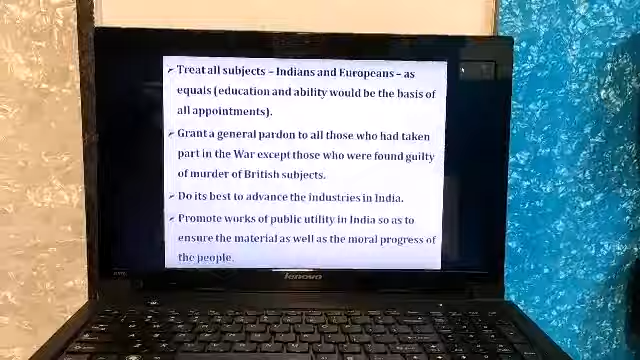 ➢ Treat all subjects – Indians and Europeans – as
equals (education and ability would be the basis of
all appointments).
➢ Grant a general pardon to all those who had taken
part in the War except those who were found guilty
of murder of British subjects.
➢ Do its best to advance the industries in India.
➢ Promote works of public utility in India so as to
ensure the material as well as the moral progress of
the people.
lenovo